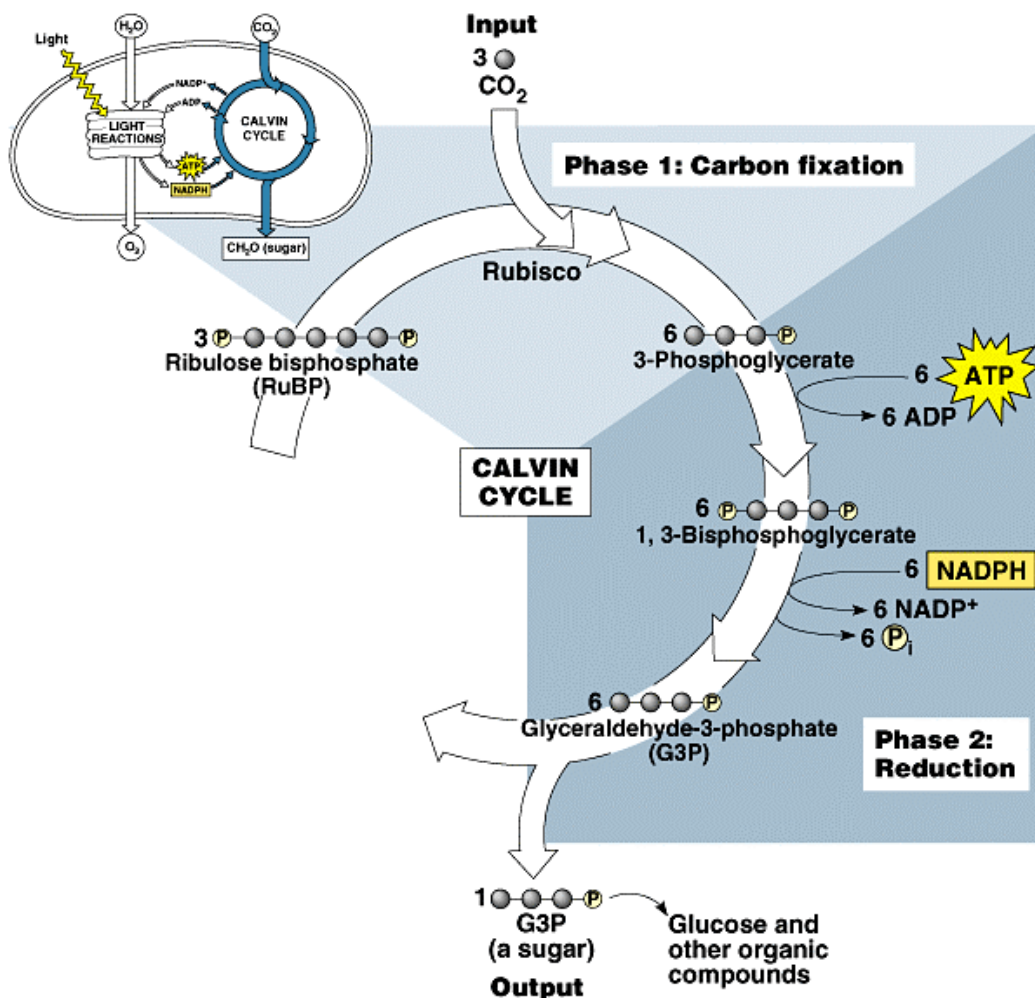 Light
H₂O
CO₂
NADP⁺
ADP
LIGHT
REACTIONS
CALVIN
CYCLE
ATP
NADPH
O₂
CH₂O (sugar)
Input
3
CO₂
Phase 1: Carbon fixation
Rubisco
3 P P
Ribulose bisphosphate
(RuBP)
6 P
3-Phosphoglycerate
6 ATP
6 ADP
CALVIN
CYCLE
6 P P
1, 3-Bisphosphoglycerate
6 NADPH
6 NADP⁺
6 Pᵢ
6 P
Glyceraldehyde-3-phosphate
(G3P)
Phase 2:
Reduction
1 P
G3P
(a sugar)
Output
Glucose and
other organic
compounds